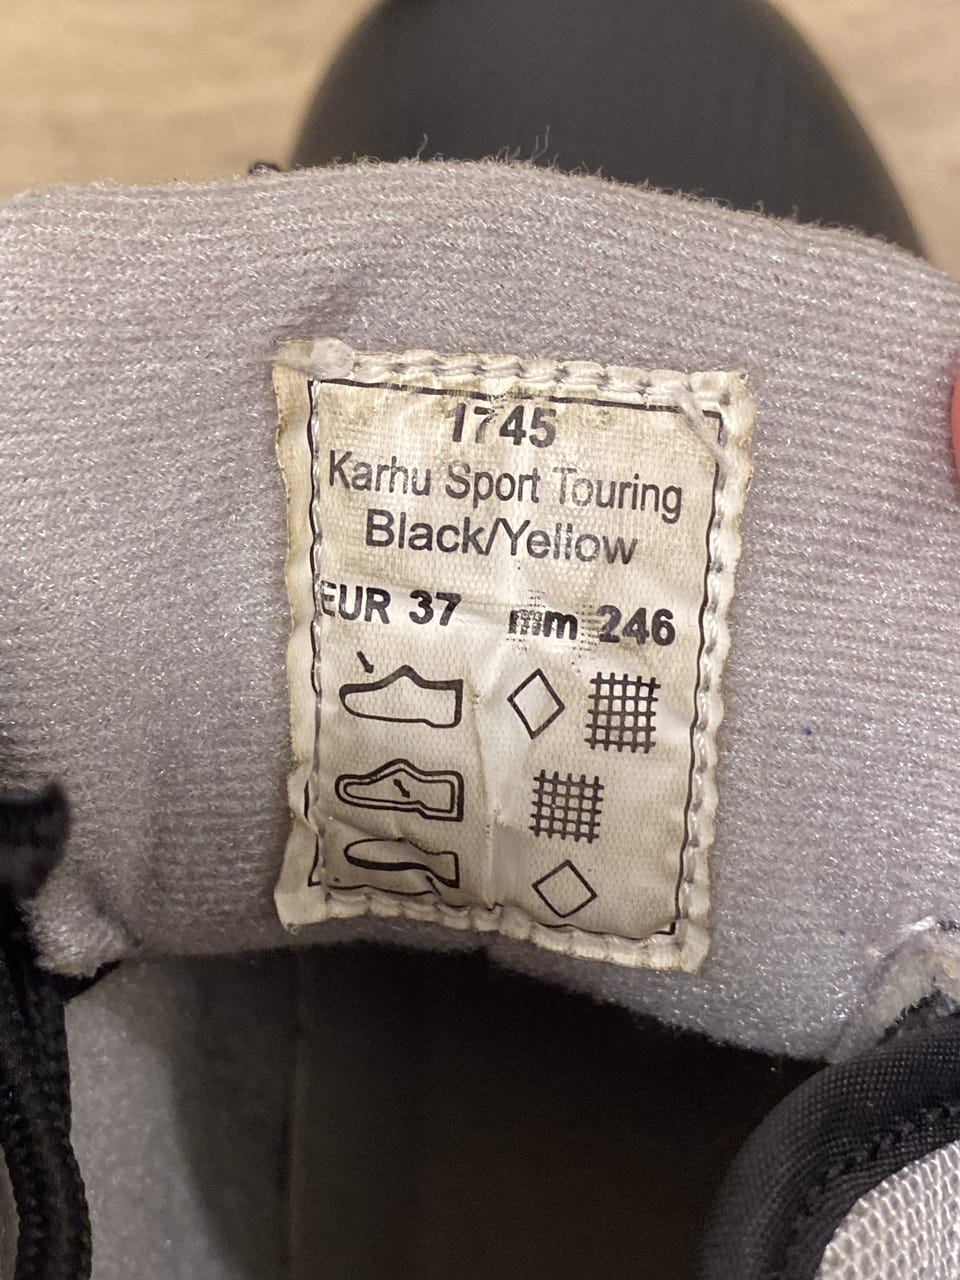 1745
Karhu Sport Touring
Black/Yellow
EUR 37 mm 246